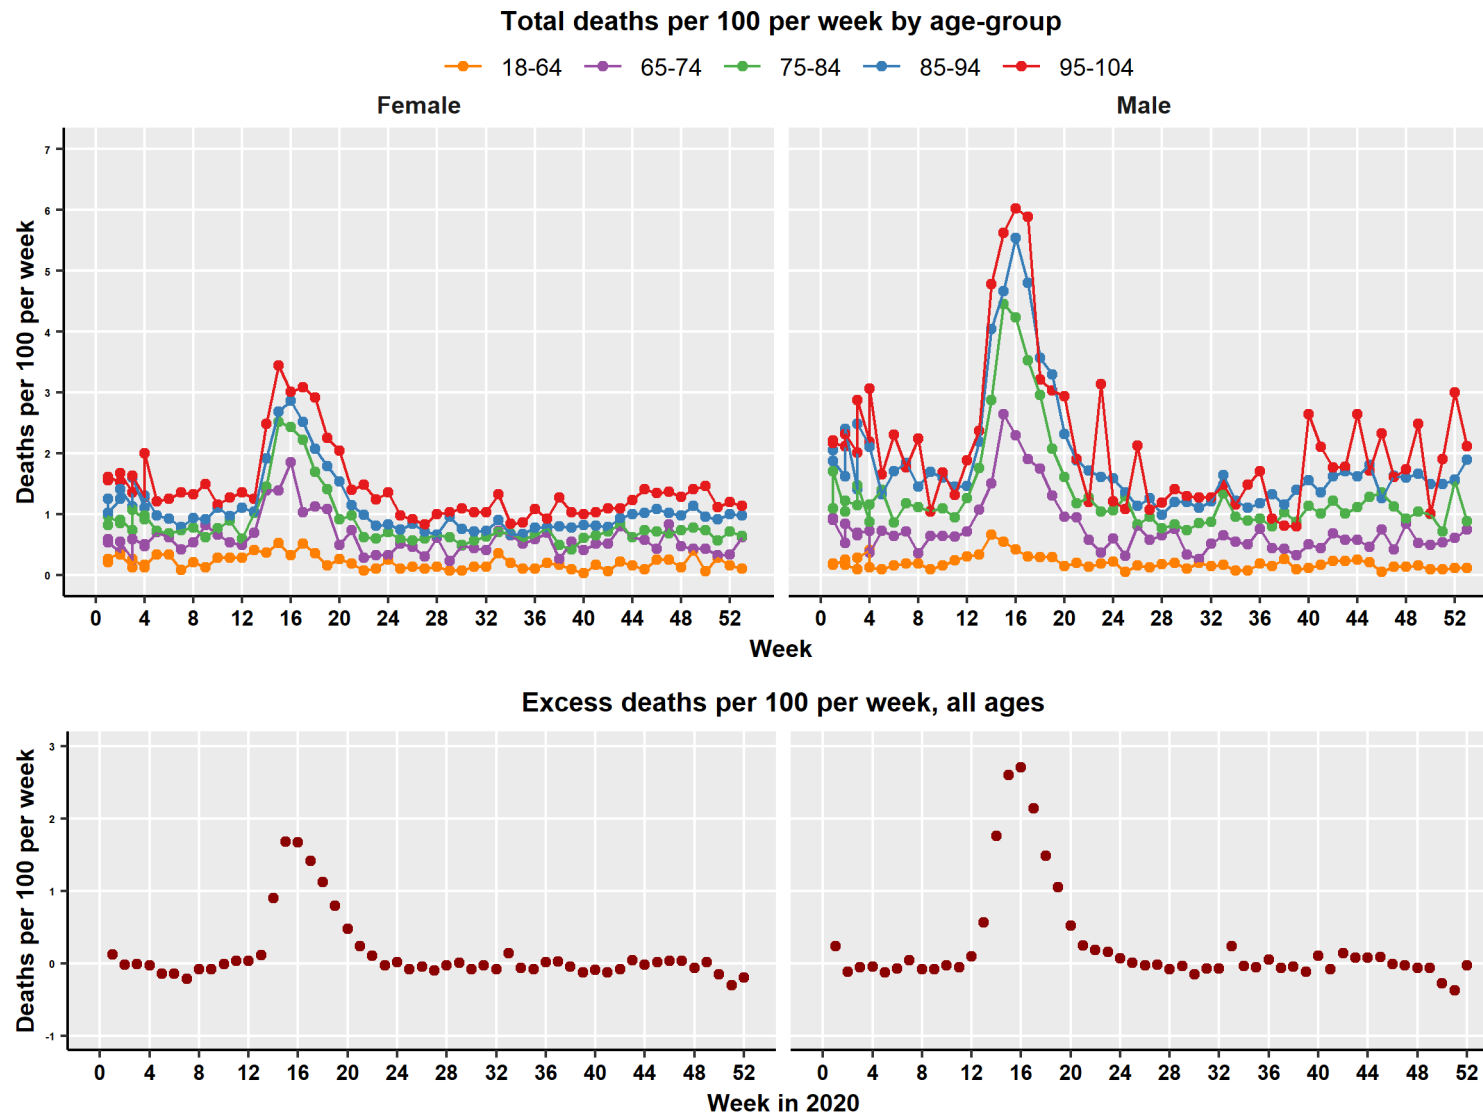 Total deaths per 100 per week by age-group
18-64 65-74 75-84 85-94 95-104
Female Male
Deaths per 100 per week
7
6
5
4
3
2
1
0
0 4 8 12 16 20 24 28 32 36 40 44 48 52 0 4 8 12 16 20 24 28 32 36 40 44 48 52
Week
Excess deaths per 100 per week, all ages
Deaths per 100 per week
3
2
1
0
-1
0 4 8 12 16 20 24 28 32 36 40 44 48 52 0 4 8 12 16 20 24 28 32 36 40 44 48 52
Week in 2020